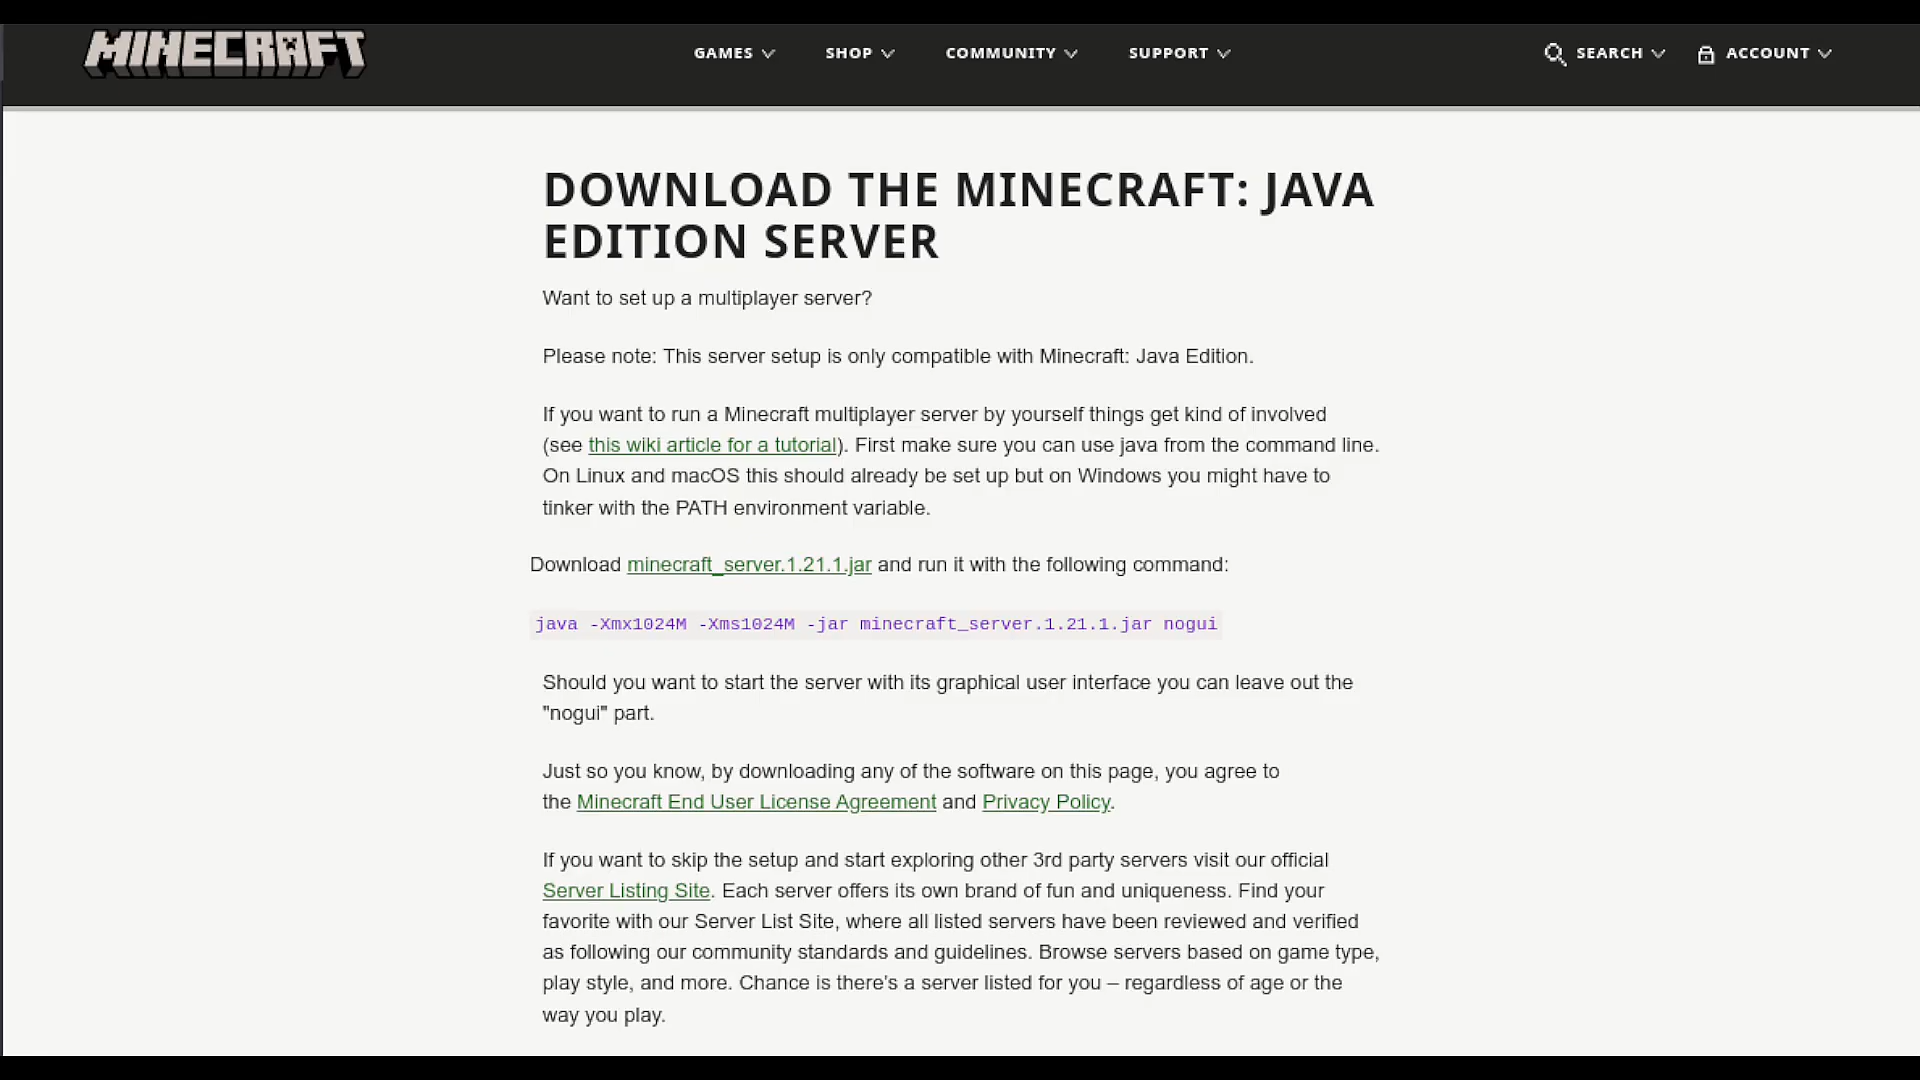 MINECRAFT
GAMES
SHOP
COMMUNITY
SUPPORT
SEARCH
ACCOUNT
DOWNLOAD THE MINECRAFT: JAVA
EDITION SERVER
Want to set up a multiplayer server?
Please note: This server setup is only compatible with Minecraft: Java Edition.
If you want to run a Minecraft multiplayer server by yourself things get kind of involved
(see this wiki article for a tutorial). First make sure you can use java from the command line.
On Linux and macOS this should already be set up but on Windows you might have to
tinker with the PATH environment variable.
Download minecraft_server.1.21.1.jar and run it with the following command:
java -Xmx1024M -Xms1024M -jar minecraft_server.1.21.1.jar nogui
Should you want to start the server with its graphical user interface you can leave out the
"nogui" part.
Just so you know, by downloading any of the software on this page, you agree to
the Minecraft End User License Agreement and Privacy Policy.
If you want to skip the setup and start exploring other 3rd party servers visit our official
Server Listing Site. Each server offers its own brand of fun and uniqueness. Find your
favorite with our Server List Site, where all listed servers have been reviewed and verified
as following our community standards and guidelines. Browse servers based on game type,
play style, and more. Chance is there's a server listed for you – regardless of age or the
way you play.